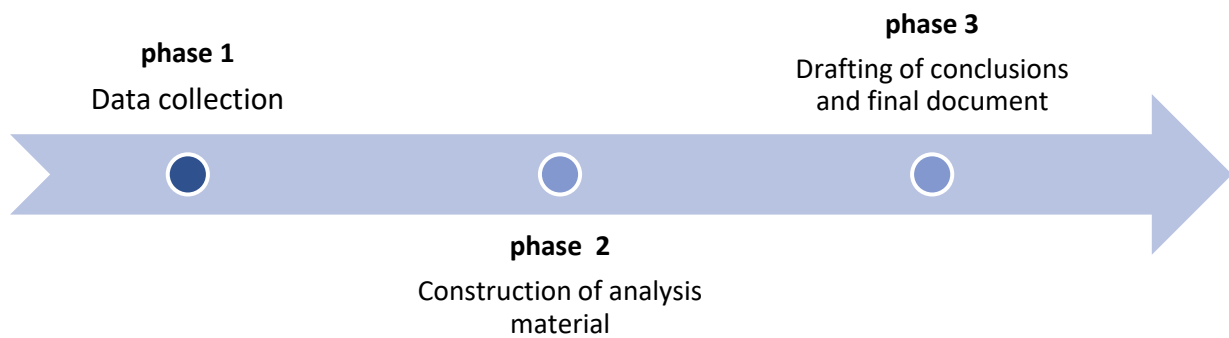 phase 1
Data collection
phase 2
Construction of analysis
material
phase 3
Drafting of conclusions
and final document